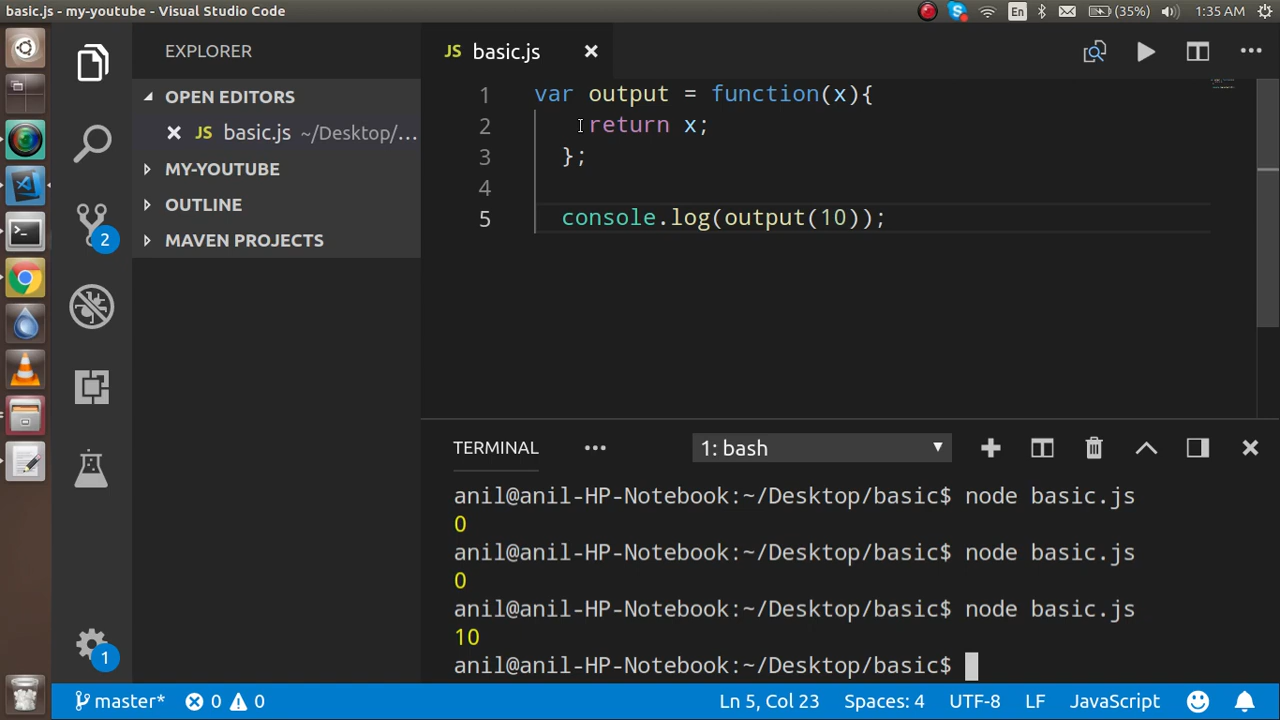 basic.js - my-youtube - Visual Studio Code
En
(35%)
1:35 AM
EXPLORER
OPEN EDITORS
JS basic.js ~/Desktop/...
MY-YOUTUBE
OUTLINE
MAVEN PROJECTS
2
1
JS basic.js
1 var output = function(x){
2 return x;
3 };
4
5 console.log(output(10));
TERMINAL
1: bash
anil@anil-HP-Notebook:~/Desktop/basic$ node basic.js
0
anil@anil-HP-Notebook:~/Desktop/basic$ node basic.js
0
anil@anil-HP-Notebook:~/Desktop/basic$ node basic.js
10
anil@anil-HP-Notebook:~/Desktop/basic$
master* 0 0 Ln 5, Col 23 Spaces: 4 UTF-8 LF JavaScript